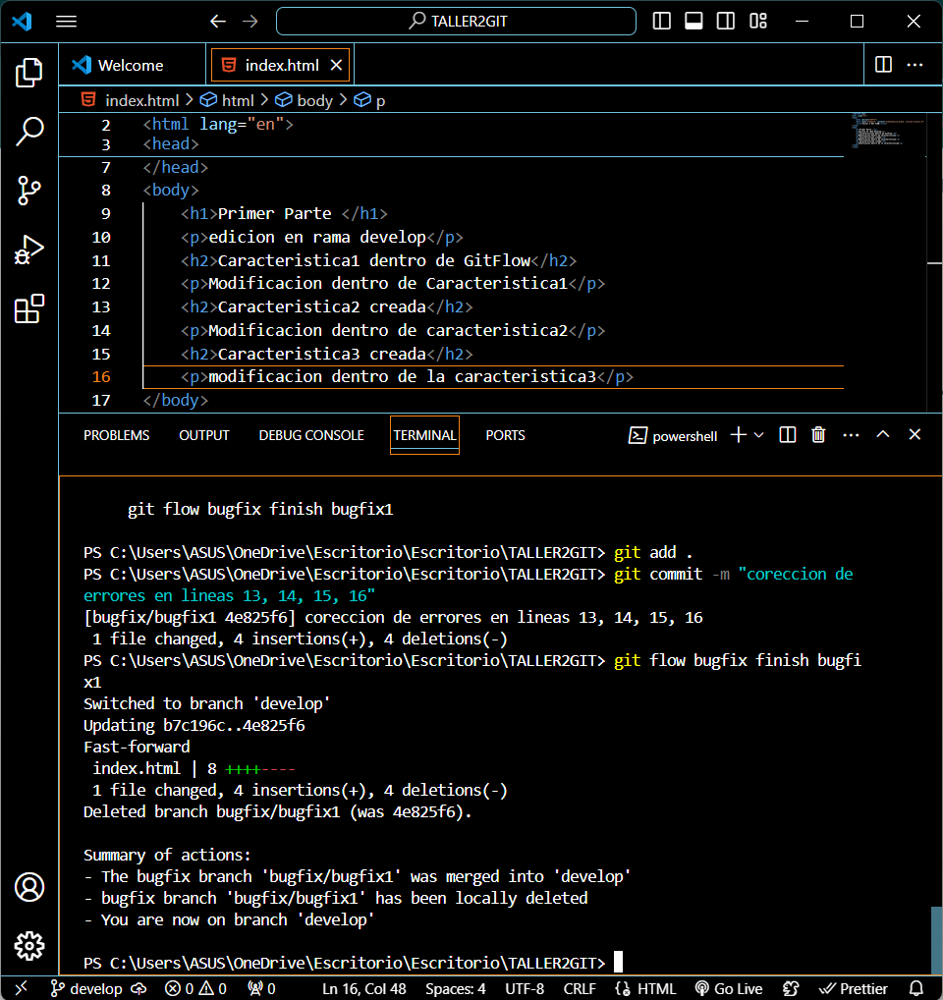 TALLER2GIT
Welcome
index.html
index.html > html > body > p
2 <html lang="en">
3 <head>
7 </head>
8 <body>
9 <h1>Primer Parte </h1>
10 <p>edicion en rama develop</p>
11 <h2>Caracteristica1 dentro de GitFlow</h2>
12 <p>Modificacion dentro de Caracteristica1</p>
13 <h2>Caracteristica2 creada</h2>
14 <p>Modificacion dentro de caracteristica2</p>
15 <h2>Caracteristica3 creada</h2>
16 <p>modificacion dentro de la caracteristica3</p>
17 </body>
PROBLEMS OUTPUT DEBUG CONSOLE TERMINAL PORTS powershell
git flow bugfix finish bugfix1
PS C:\Users\ASUS\OneDrive\Escritorio\Escritorio\TALLER2GIT> git add .
PS C:\Users\ASUS\OneDrive\Escritorio\Escritorio\TALLER2GIT> git commit -m "coreccion de
errores en lineas 13, 14, 15, 16"
[bugfix/bugfix1 4e825f6] coreccion de errores en lineas 13, 14, 15, 16
1 file changed, 4 insertions(+), 4 deletions(-)
PS C:\Users\ASUS\OneDrive\Escritorio\Escritorio\TALLER2GIT> git flow bugfix finish bugfi
x1
Switched to branch 'develop'
Updating b7c196c..4e825f6
Fast-forward
index.html | 8 ++++----
1 file changed, 4 insertions(+), 4 deletions(-)
Deleted branch bugfix/bugfix1 (was 4e825f6).
Summary of actions:
- The bugfix branch 'bugfix/bugfix1' was merged into 'develop'
- bugfix branch 'bugfix/bugfix1' has been locally deleted
- You are now on branch 'develop'
PS C:\Users\ASUS\OneDrive\Escritorio\Escritorio\TALLER2GIT>
develop 0 0 0 Ln 16, Col 48 Spaces: 4 UTF-8 CRLF HTML Go Live Prettier